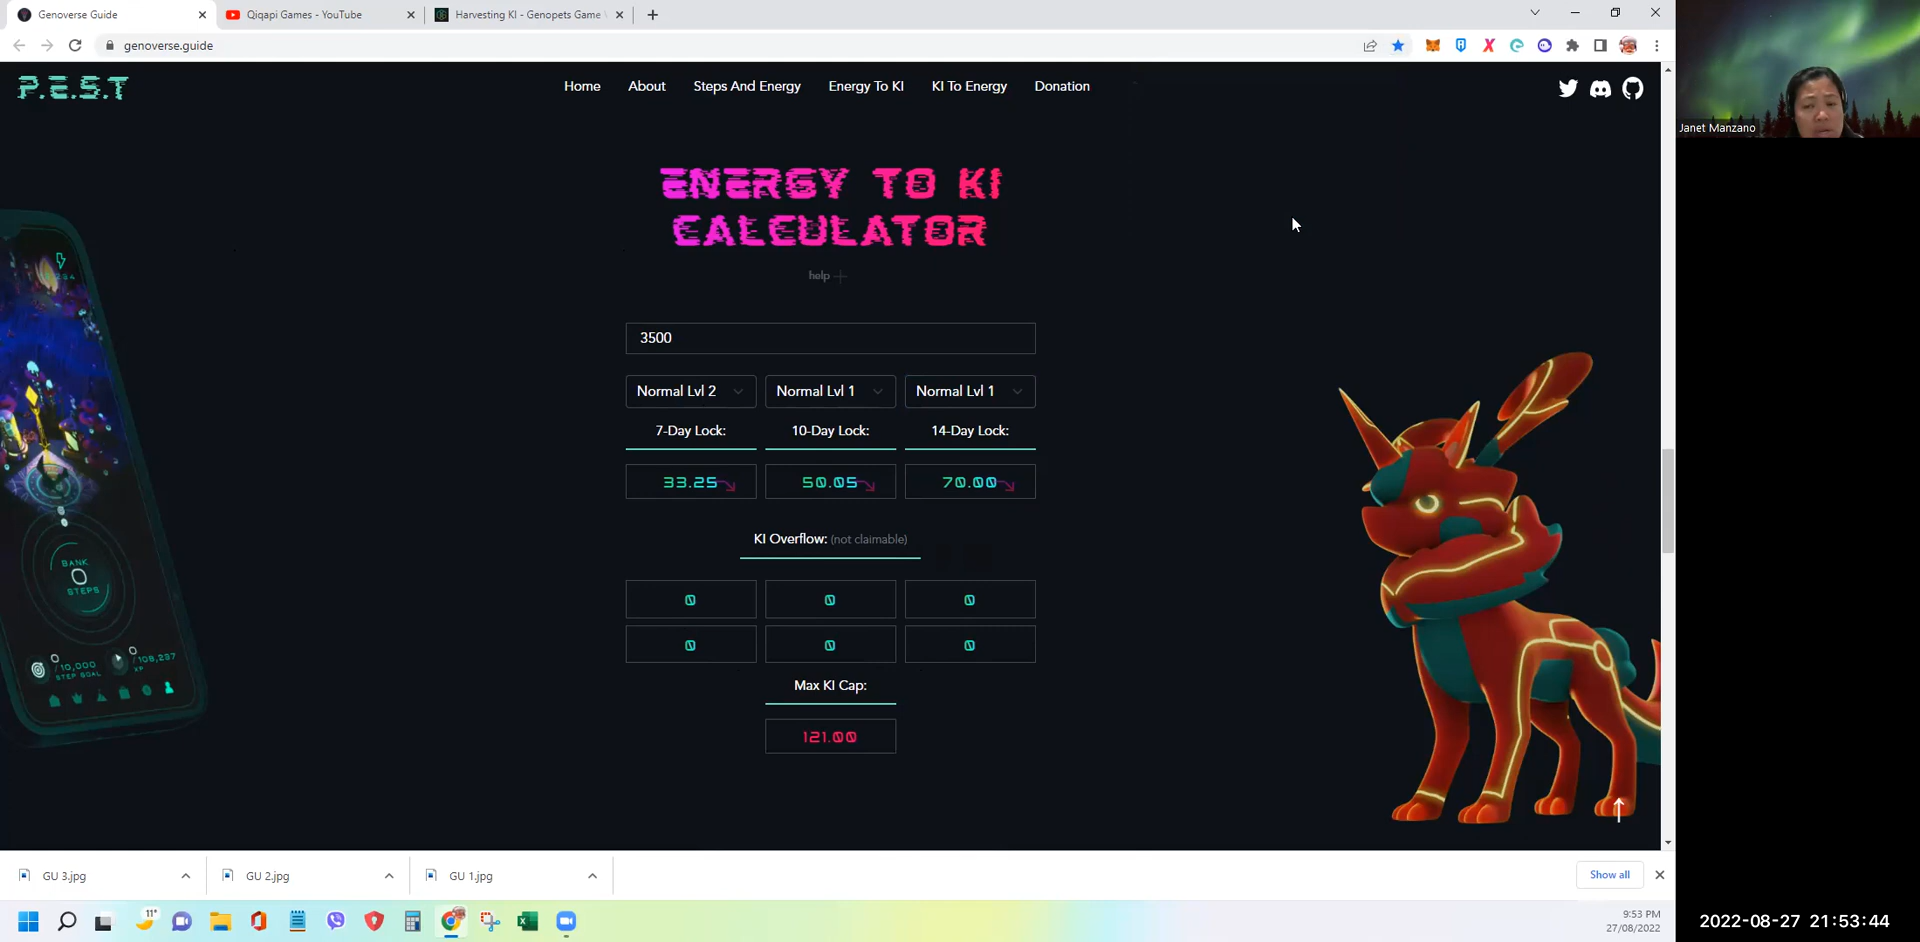 Genoverse Guide
Qiqapi Games - YouTube
Harvesting KI - Genopets Game
genoverse.guide
P.E.S.T
Home
About
Steps And Energy
Energy To KI
KI To Energy
Donation
Janet Manzano
ENERGY TO KI
CALCULATOR
help
3500
Normal Lvl 2
Normal Lvl 1
Normal Lvl 1
7-Day Lock:
10-Day Lock:
14-Day Lock:
33.25
50.05
70.00
KI Overflow: (not claimable)
0
0
0
0
0
0
Max KI Cap:
121.00
BANK
0
STEPS
0
/10,000
STEP GOAL
0
XP
GU 3.jpg
GU 2.jpg
GU 1.jpg
Show all
11°
9:53 PM
27/08/2022
2022-08-27 21:53:44